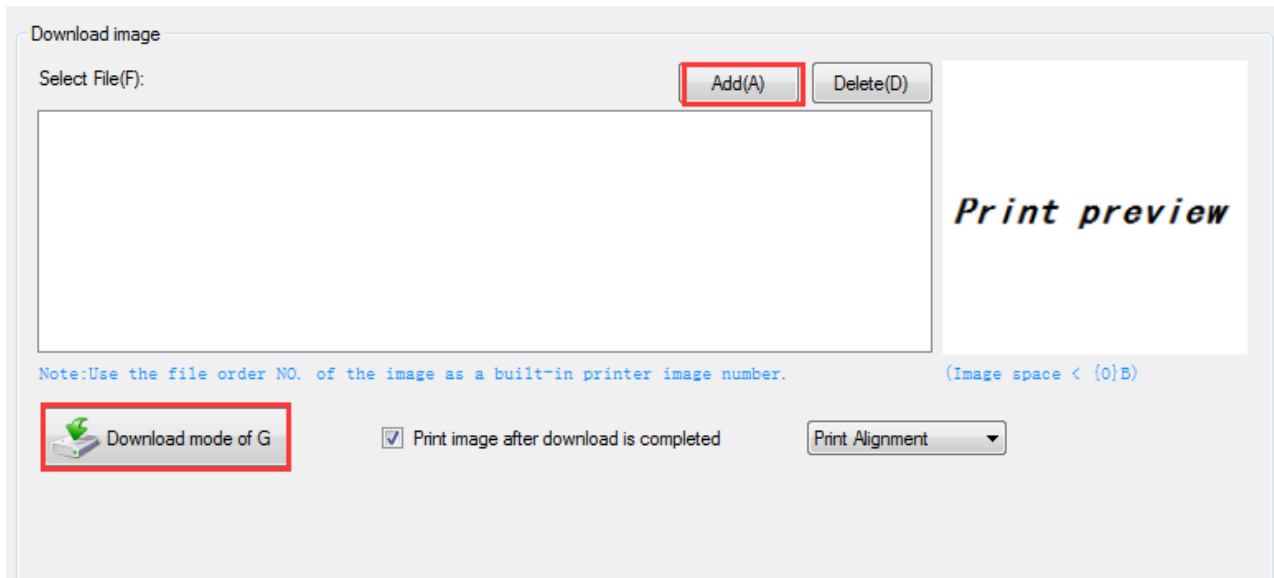 Download image
Select File(F):
Add(A)
Delete(D)
Print preview
Note:Use the file order NO. of the image as a built-in printer image number.
(Image space < {0}B)
Download mode of G
Print image after download is completed
Print Alignment